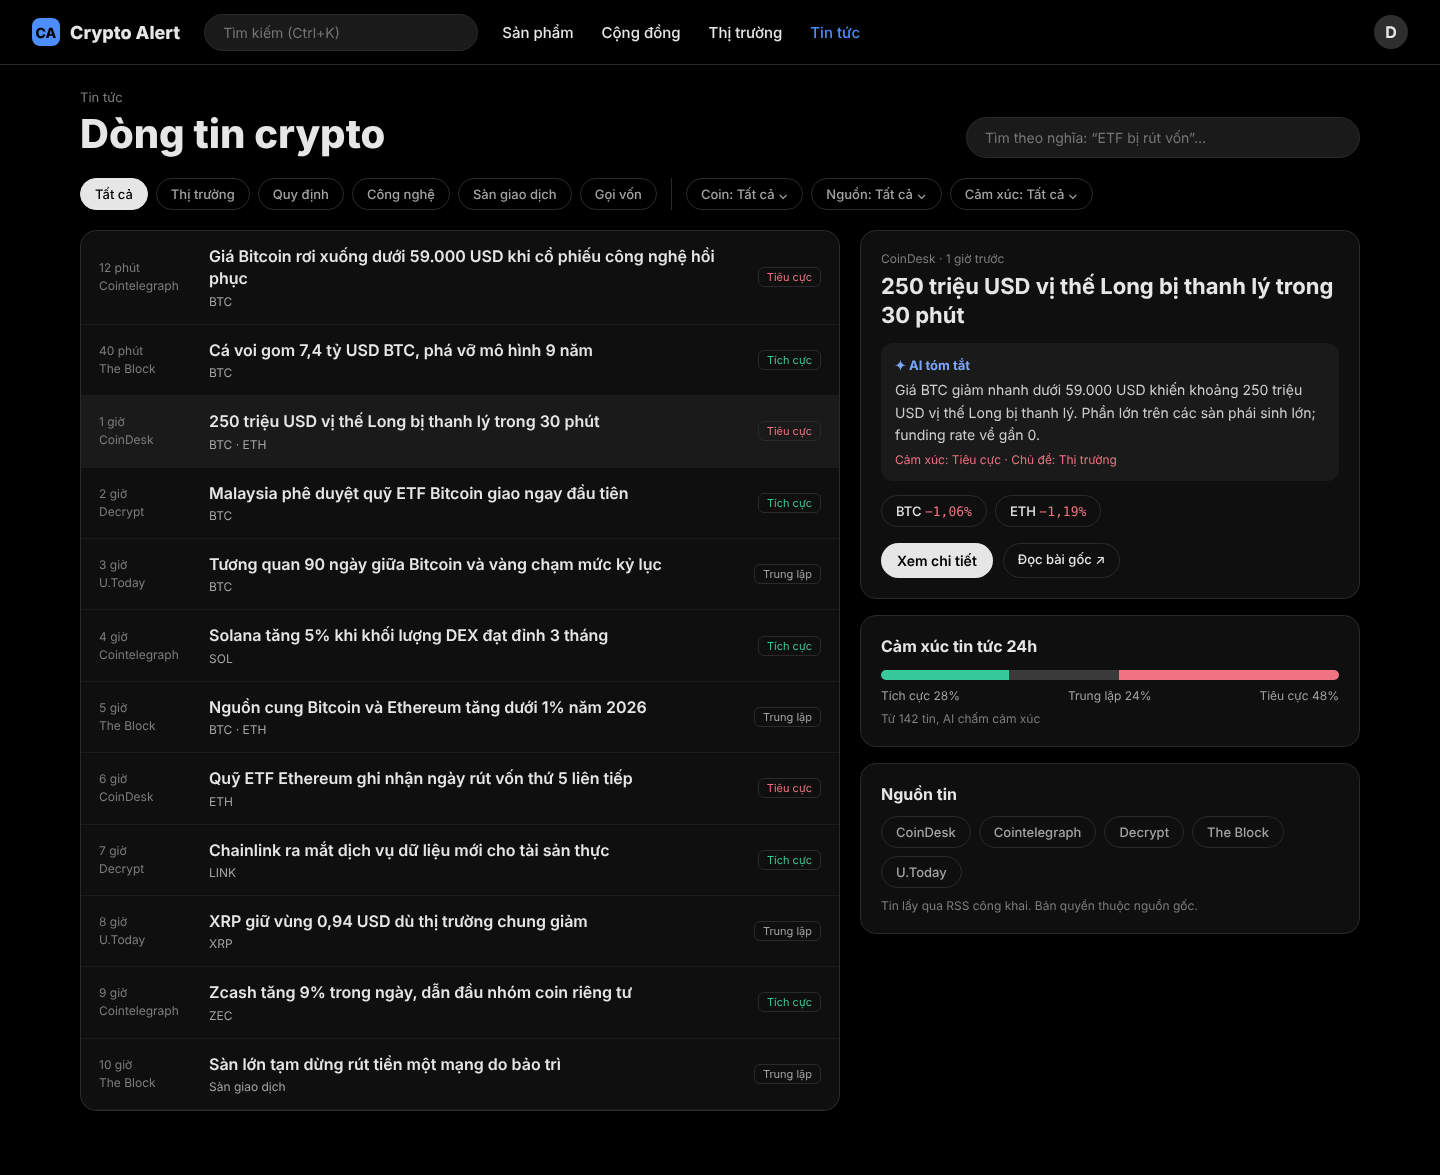 CA Crypto Alert
Tìm kiếm (Ctrl+K)
Sản phẩm
Cộng đồng
Thị trường
Tin tức
D
Tin tức
Dòng tin crypto
Tìm theo nghĩa: “ETF bị rút vốn”...
Tất cả
Thị trường
Quy định
Công nghệ
Sàn giao dịch
Gọi vốn
Coin: Tất cả
Nguồn: Tất cả
Cảm xúc: Tất cả
12 phút
Cointelegraph
Giá Bitcoin rơi xuống dưới 59.000 USD khi cổ phiếu công nghệ hồi
phục
BTC
Tiêu cực
40 phút
The Block
Cá voi gom 7,4 tỷ USD BTC, phá vỡ mô hình 9 năm
BTC
Tích cực
1 giờ
CoinDesk
250 triệu USD vị thế Long bị thanh lý trong 30 phút
BTC · ETH
Tiêu cực
2 giờ
Decrypt
Malaysia phê duyệt quỹ ETF Bitcoin giao ngay đầu tiên
BTC
Tích cực
3 giờ
U.Today
Tương quan 90 ngày giữa Bitcoin và vàng chạm mức kỷ lục
BTC
Trung lập
4 giờ
Cointelegraph
Solana tăng 5% khi khối lượng DEX đạt đỉnh 3 tháng
SOL
Tích cực
5 giờ
The Block
Nguồn cung Bitcoin và Ethereum tăng dưới 1% năm 2026
BTC · ETH
Trung lập
6 giờ
CoinDesk
Quỹ ETF Ethereum ghi nhận ngày rút vốn thứ 5 liên tiếp
ETH
Tiêu cực
7 giờ
Decrypt
Chainlink ra mắt dịch vụ dữ liệu mới cho tài sản thực
LINK
Tích cực
8 giờ
U.Today
XRP giữ vững 0,94 USD dù thị trường chung giảm
XRP
Trung lập
9 giờ
Cointelegraph
Zcash tăng 9% trong ngày, dẫn đầu nhóm coin riêng tư
ZEC
Tích cực
10 giờ
The Block
Sàn lớn tạm dừng rút tiền một mạng do bảo trì
Sàn giao dịch
Trung lập
CoinDesk · 1 giờ trước
250 triệu USD vị thế Long bị thanh lý trong
30 phút
✦ AI tóm tắt
Giá BTC giảm nhanh dưới 59.000 USD khiến khoảng 250 triệu
USD vị thế Long bị thanh lý. Phần lớn trên các sàn phái sinh lớn;
funding rate về gần 0.
Cảm xúc: Tiêu cực · Chủ đề: Thị trường
BTC −1,06%
ETH −1,19%
Xem chi tiết
Đọc bài gốc ↗
Cảm xúc tin tức 24h
Tích cực 28%
Trung lập 24%
Tiêu cực 48%
Từ 142 tin, AI chấm cảm xúc
Nguồn tin
CoinDesk
Cointelegraph
Decrypt
The Block
U.Today
Tin lấy qua RSS công khai. Bản quyền thuộc nguồn gốc.